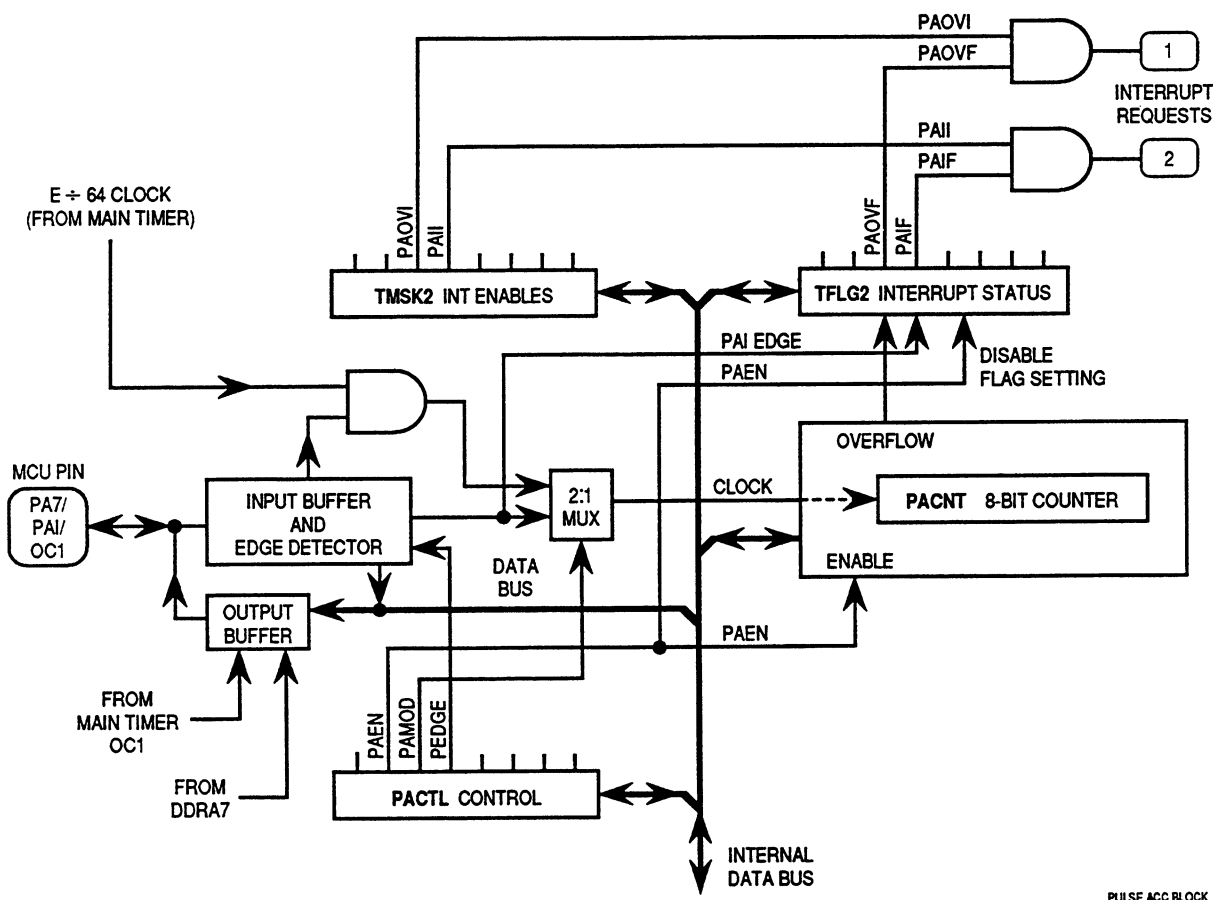 PAOVI
PAOVF
1
INTERRUPT
REQUESTS
PAII
PAIF
2
E ÷ 64 CLOCK
(FROM MAIN TIMER)
PAOVI
PAII
PAOVF
PAIF
TMSK2 INT ENABLES
TFLG2 INTERRUPT STATUS
PAI EDGE
PAEN
DISABLE
FLAG SETTING
OVERFLOW
MCU PIN
PA7/
PAI/
OC1
INPUT BUFFER
AND
EDGE DETECTOR
2:1
MUX
CLOCK
PACNT 8-BIT COUNTER
DATA
BUS
ENABLE
OUTPUT
BUFFER
PAEN
FROM
MAIN TIMER
OC1
PAEN
PAMOD
PEDGE
FROM
DDRA7
PACTL CONTROL
INTERNAL
DATA BUS
PULSE ACC BLOCK